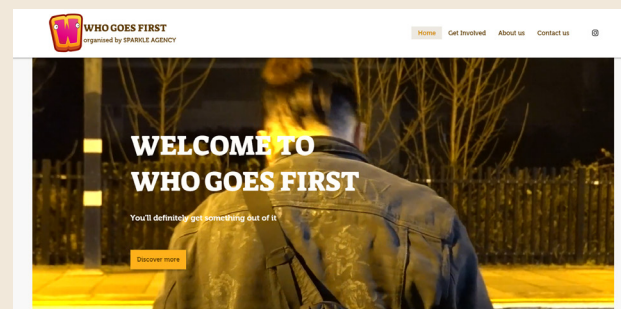 W
WHO GOES FIRST
organised by SPARKLE AGENCY
Home Get Involved About us Contact us
WELCOME TO
WHO GOES FIRST
You'll definitely get something out of it
Discover more